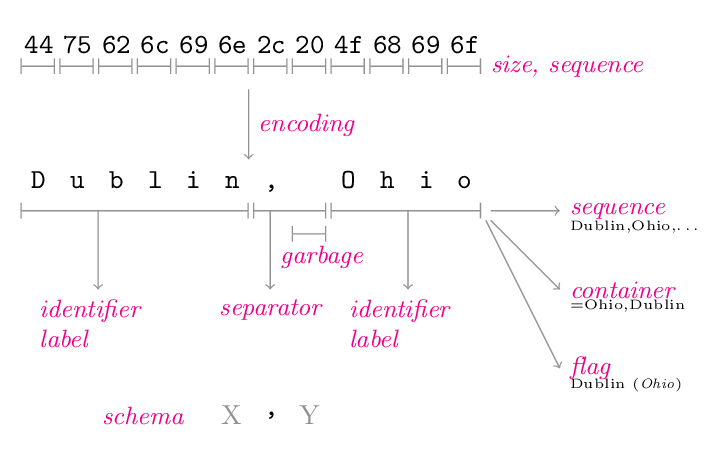 44 75 62 6c 69 6e 2c 20 4f 68 69 6f
size, sequence
encoding
D u b l i n , O h i o
sequence
Dublin,Ohio,...
garbage
container
=Ohio,Dublin
identifier
label
separator
identifier
label
flag
Dublin (Ohio)
schema X , Y